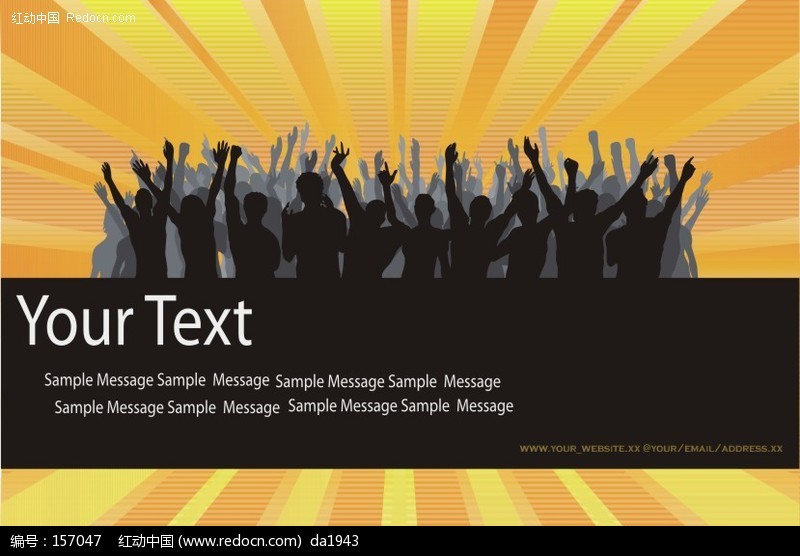 红动中国 Redocn.com
Your Text
Sample Message Sample Message Sample Message Sample Message
Sample Message Sample Message Sample Message Sample Message
WWW.YOUR_WEBSITE.XX @YOUR/EMAIL/ADDRESS.XX
编号：157047 红动中国 (www.redocn.com) da1943